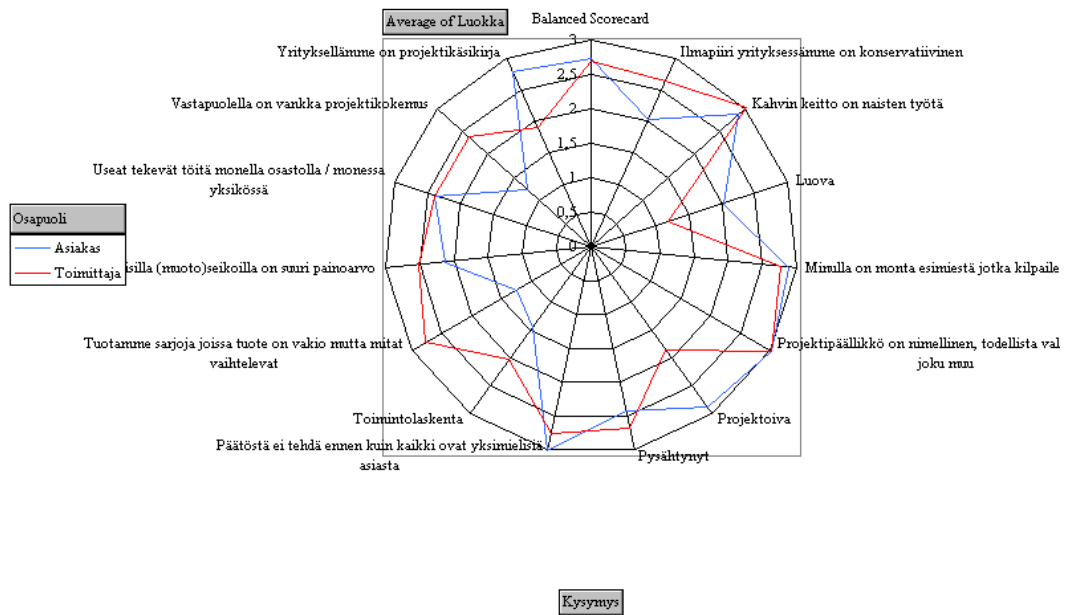 Average of Luokka
Balanced Scorecard
Ilmapiiri yrityksessämme on konservatiivinen
Kahvin keitto on naisten työtä
Luova
Minulla on monta esimiestä jotka kilpaile
Projektipäällikkö on nimellinen, todellista val
joku muu
Projektoiva
Pysähtynyt
Päätöstä ei tehdä ennen kuin kaikki ovat yksimielisiä
asiasta
Toimintolaskenta
Tuotamme sarjoja joissa tuote on vakio mutta mitat
vaihtelevat
(muoto)seikoilla on suuri painoarvo
Useat tekevät töitä monella osastolla / monessa
yksikössä
Vastapuolella on vankka projektikokemus
Yrityksellämme on projektikäsikirja
3
2,5
2
1,5
1
0,5
0
Osapuoli
Asiakas
Toimittaja
Kysymys